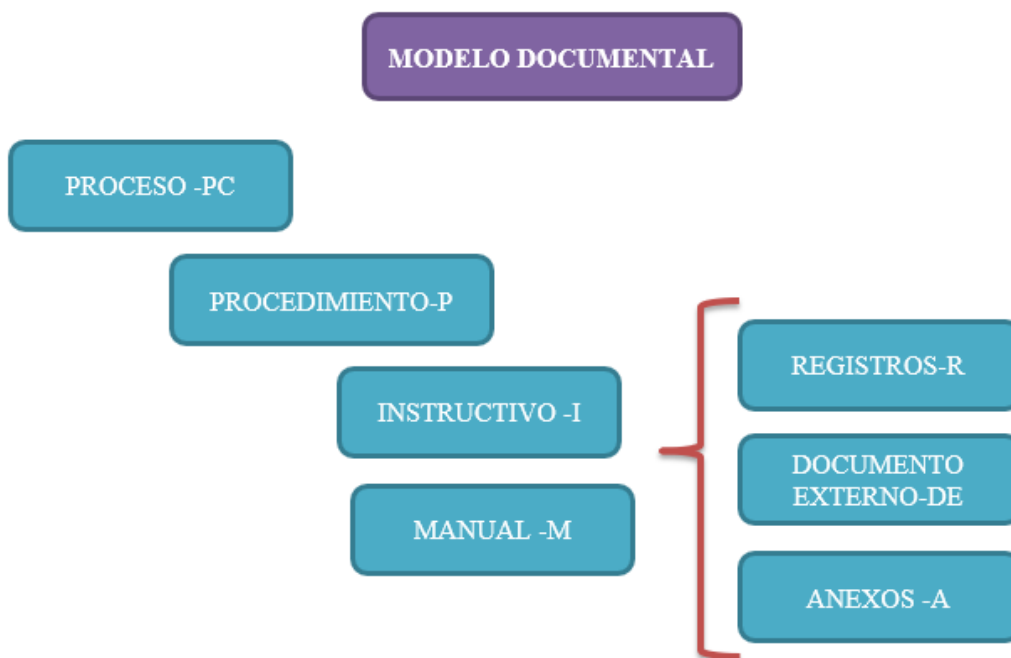 MODELO DOCUMENTAL
PROCESO -PC
PROCEDIMIENTO-P
INSTRUCTIVO -I
MANUAL -M
REGISTROS-R
DOCUMENTO
EXTERNO-DE
ANEXOS -A